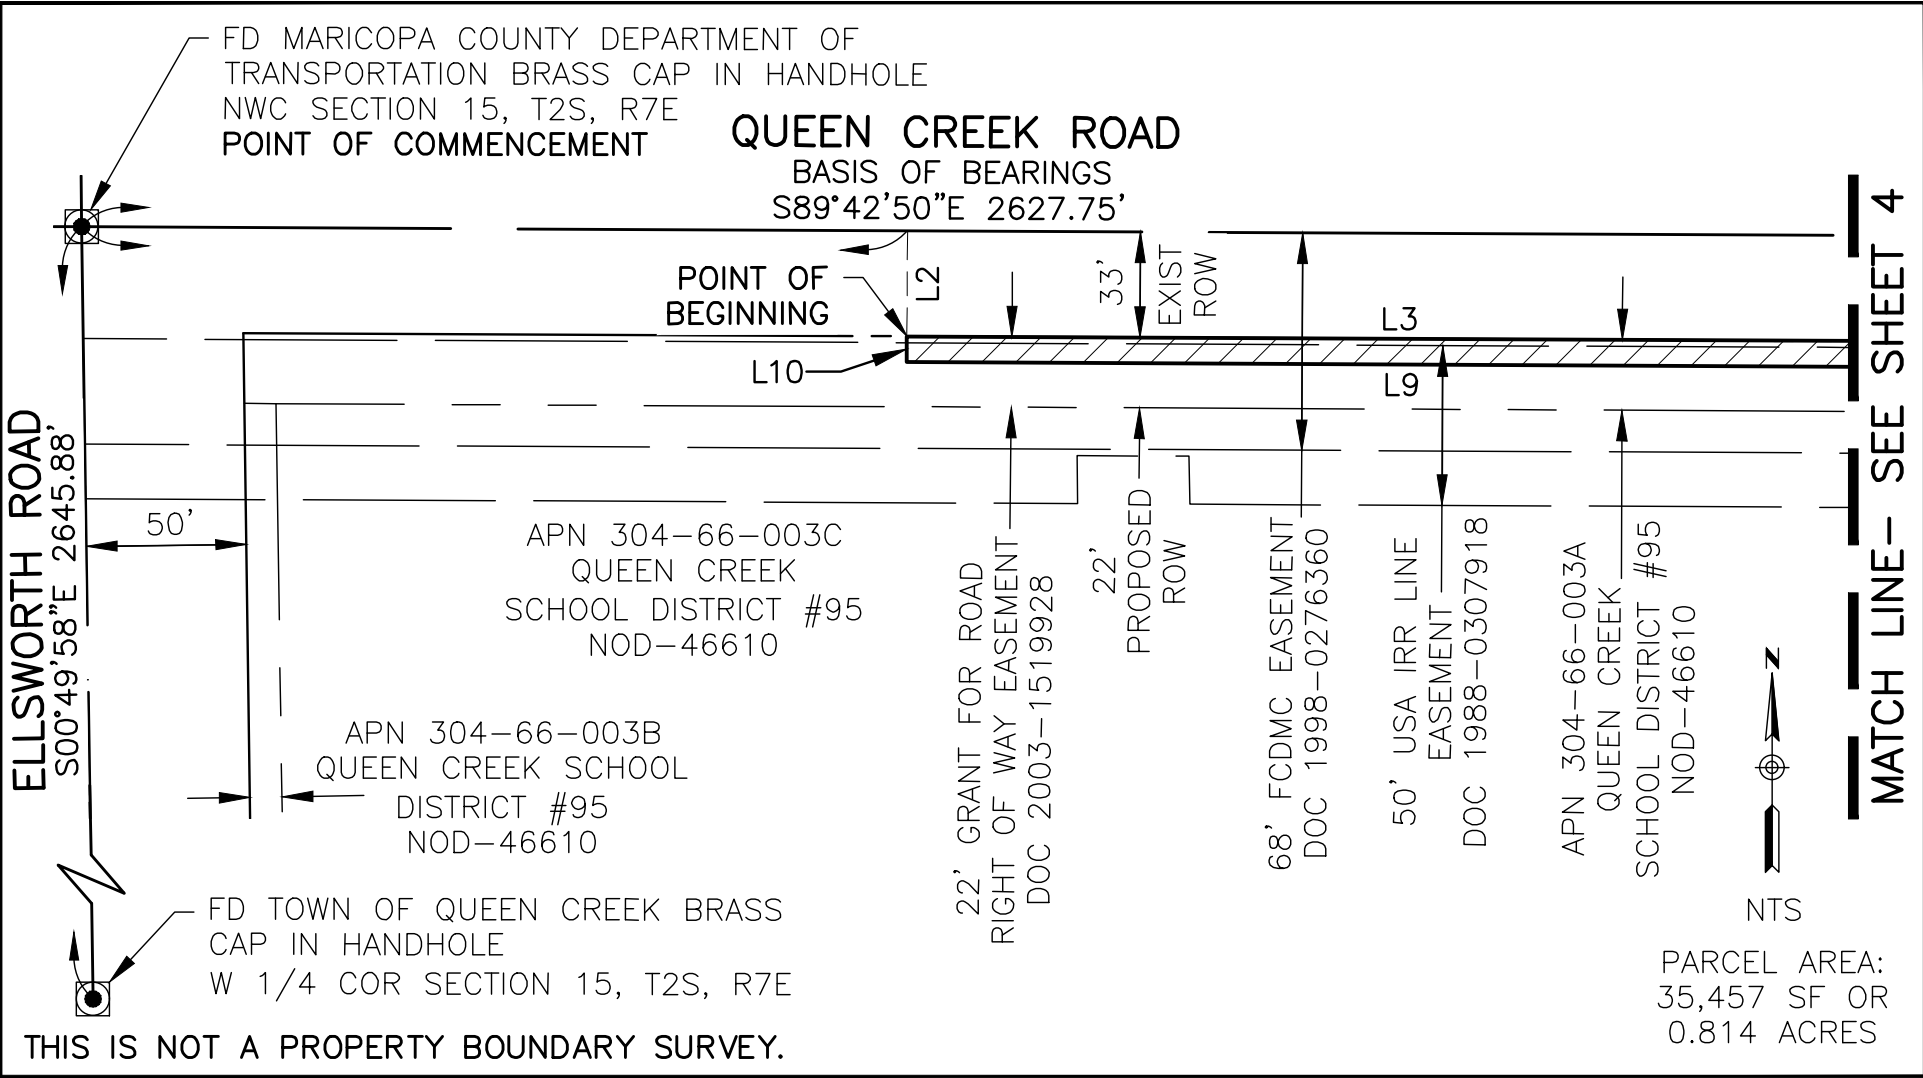 FD MARICOPA COUNTY DEPARTMENT OF
TRANSPORTATION BRASS CAP IN HANDHOLE
NWC SECTION 15, T2S, R7E
POINT OF COMMENCEMENT
QUEEN CREEK ROAD
BASIS OF BEARINGS
S89°42'50"E 2627.75'
POINT OF
BEGINNING
L2
33'
EXIST
ROW
L3
L10
L9
ELLSWORTH ROAD
S00°49'58"E 2645.88'
50'
APN 304-66-003C
QUEEN CREEK
SCHOOL DISTRICT #95
NOD-46610
APN 304-66-003B
QUEEN CREEK SCHOOL
DISTRICT #95
NOD-46610
22' GRANT FOR ROAD
RIGHT OF WAY EASEMENT
DOC 2003-1519928
22'
PROPOSED
ROW
68' FCDMC EASEMENT
DOC 1998-0276360
50' USA IRR LINE
EASEMENT
DOC 1988-0307918
APN 304-66-003A
QUEEN CREEK
SCHOOL DISTRICT #95
NOD-46610
MATCH LINE- SEE SHEET 4
N
NTS
PARCEL AREA:
35,457 SF OR
0.814 ACRES
FD TOWN OF QUEEN CREEK BRASS
CAP IN HANDHOLE
W 1/4 COR SECTION 15, T2S, R7E
THIS IS NOT A PROPERTY BOUNDARY SURVEY.